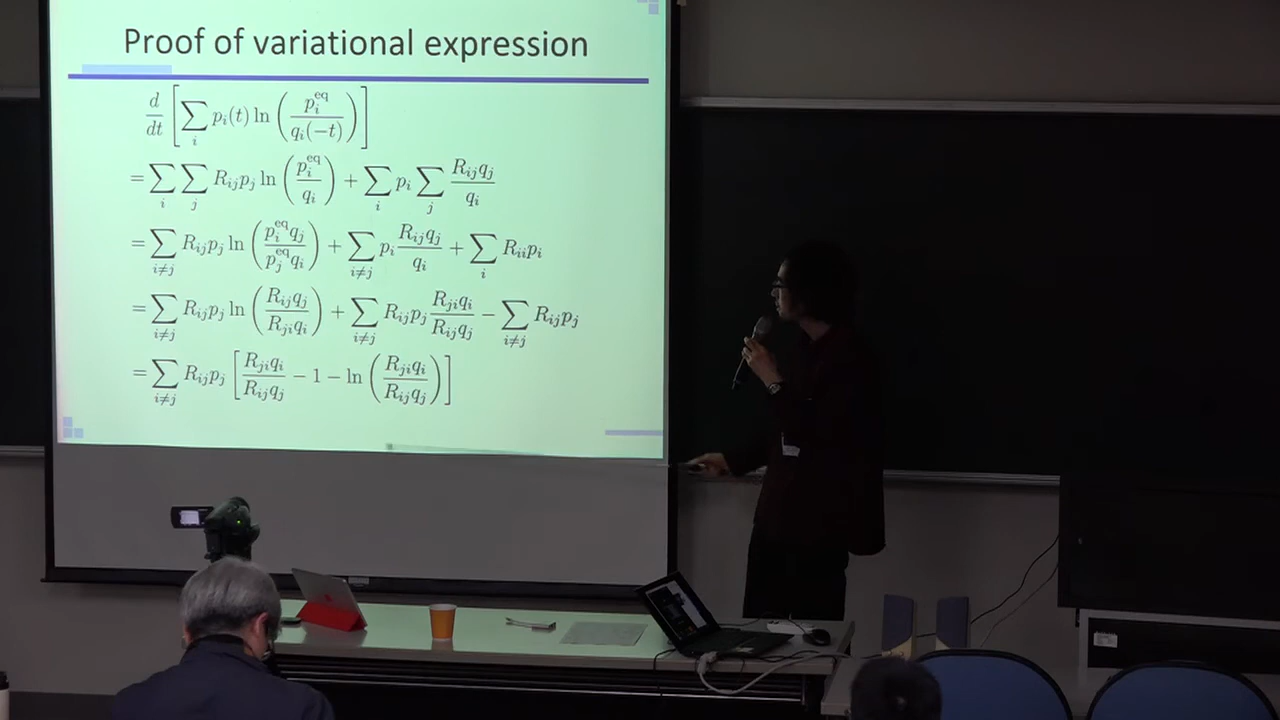 Proof of variational expression
d/dt [∑_i p_i(t) ln (p_i^eq / q_i(−t))]
= ∑_i ∑_j R_ij p_j ln (p_i^eq / q_i) + ∑_i p_i ∑_j R_ij q_j / q_i
= ∑_{i≠j} R_ij p_j ln (p_i^eq q_j / p_j^eq q_i) + ∑_{i≠j} p_i R_ij q_j / q_i + ∑_i R_ii p_i
= ∑_{i≠j} R_ij p_j ln (R_ij q_j / R_ji q_i) + ∑_{i≠j} R_ij p_j R_ji q_i / R_ij q_j − ∑_{i≠j} R_ij p_j
= ∑_{i≠j} R_ij p_j [R_ji q_i / R_ij q_j − 1 − ln (R_ji q_i / R_ij q_j)]